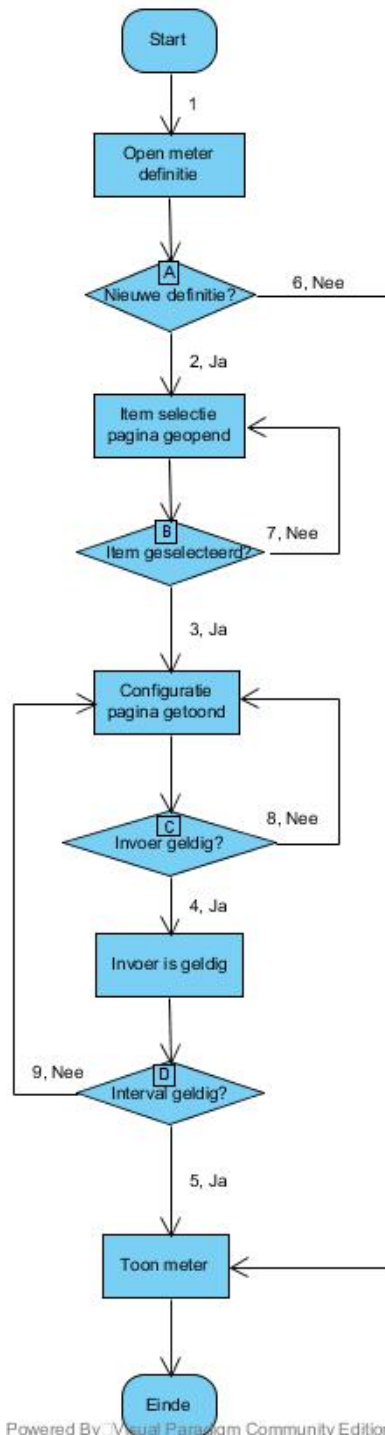 Start
1
Open meter
definitie
A
Nieuwe definitie?
6, Nee
2, Ja
Item selectie
pagina geopend
B
Item geselecteerd?
7, Nee
3, Ja
Configuratie
pagina getoond
C
Invoer geldig?
8, Nee
4, Ja
Invoer is geldig
D
Interval geldig?
9, Nee
5, Ja
Toon meter
Einde
Powered By Visual Paradigm Community Edition